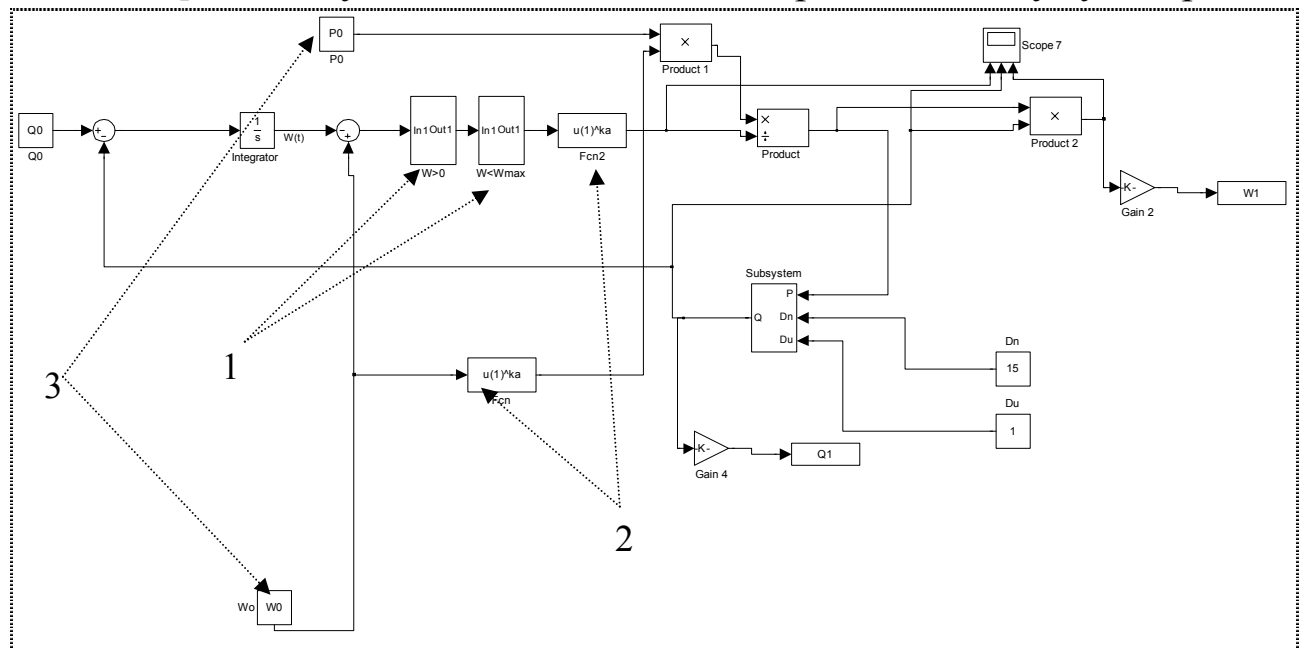 P0
P0
×
Product 1
Scope 7
Q0
Q0
+
-
1
s
Integrator
W(t)
-
+
In1 Out1
W>0
In1 Out1
W<Wmax
u(1)^ka
Fcn2
×
÷
Product
×
Product 2
-K-
Gain 2
W1
Subsystem
P
Q
Dn
Du
Dn
15
Du
1
3
1
u(1)^ka
Fcn
-K-
Gain 4
Q1
2
Wo
W0